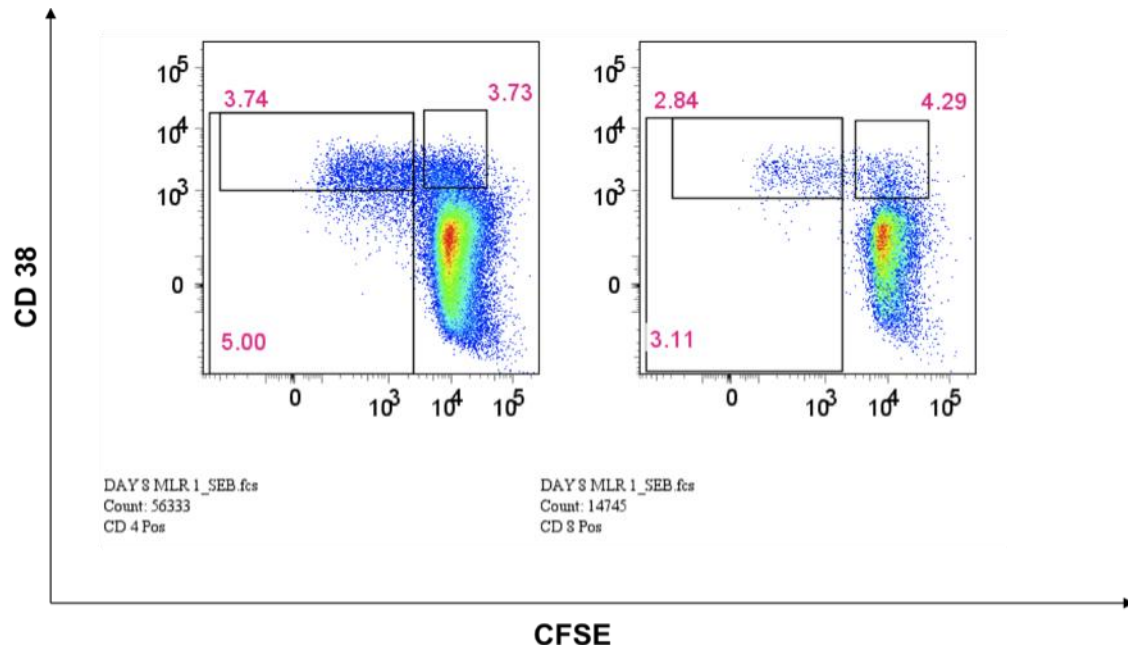 10⁵
3.74
3.73
10⁴
10³
0
5.00
0
10³
10⁴
10⁵
10⁵
2.84
4.29
10⁴
10³
0
3.11
0
10³
10⁴
10⁵
CD 38
DAY 8 MLR 1_SEB.fcs
Count: 56333
CD 4 Pos
DAY 8 MLR 1_SEB.fcs
Count: 14745
CD 8 Pos
CFSE